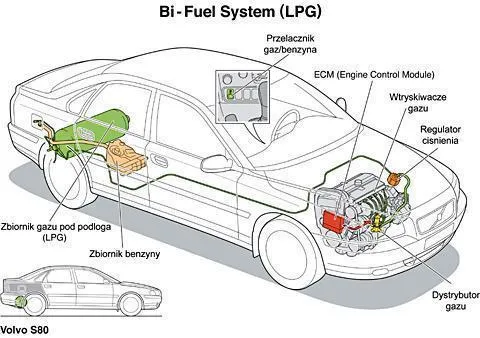 Bi-Fuel System (LPG)
Przelacznik
gaz/benzyna
ECM (Engine Control Module)
Wtryskiwacze
gazu
Regulator
cisnienia
Zbiornik gazu pod podloga
(LPG)
Zbiornik benzyny
Dystrybutor
gazu
Volvo S80